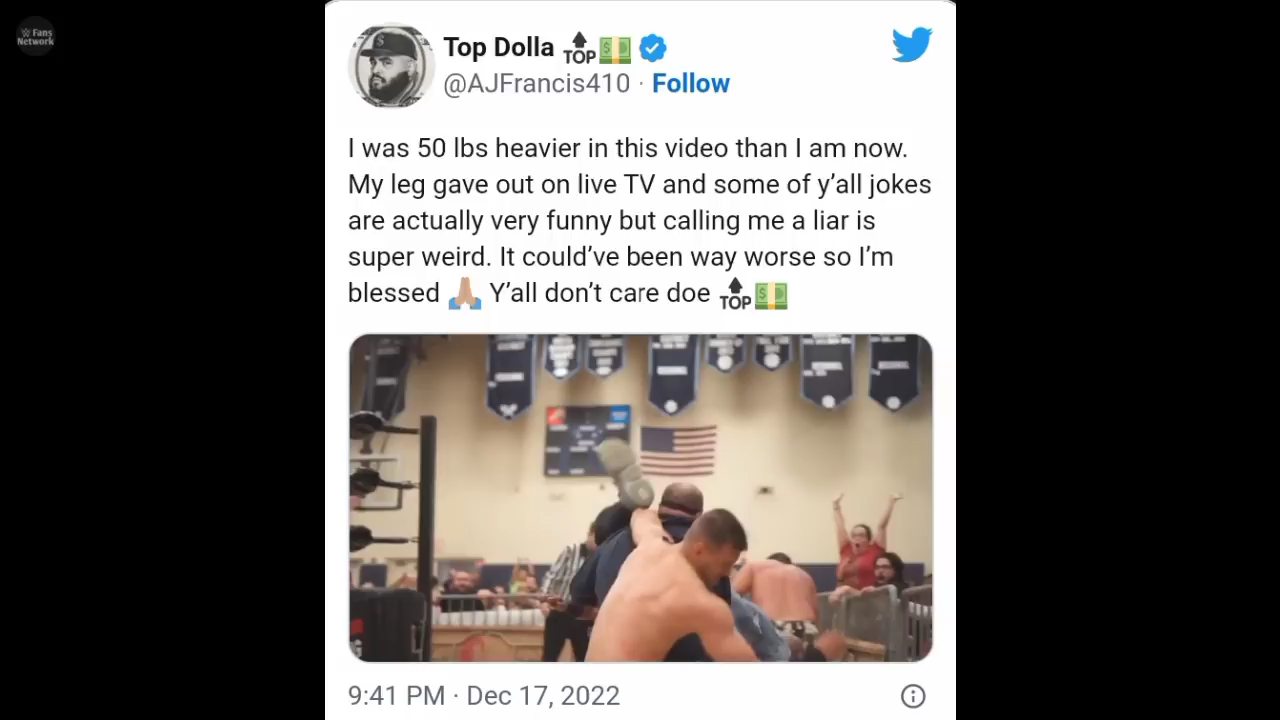 Fans
Network
Top Dolla 🔝💵
@AJFrancis410 · Follow
I was 50 lbs heavier in this video than I am now.
My leg gave out on live TV and some of y’all jokes
are actually very funny but calling me a liar is
super weird. It could’ve been way worse so I’m
blessed 🙏🏽 Y’all don’t care doe 🔝💵
9:41 PM · Dec 17, 2022